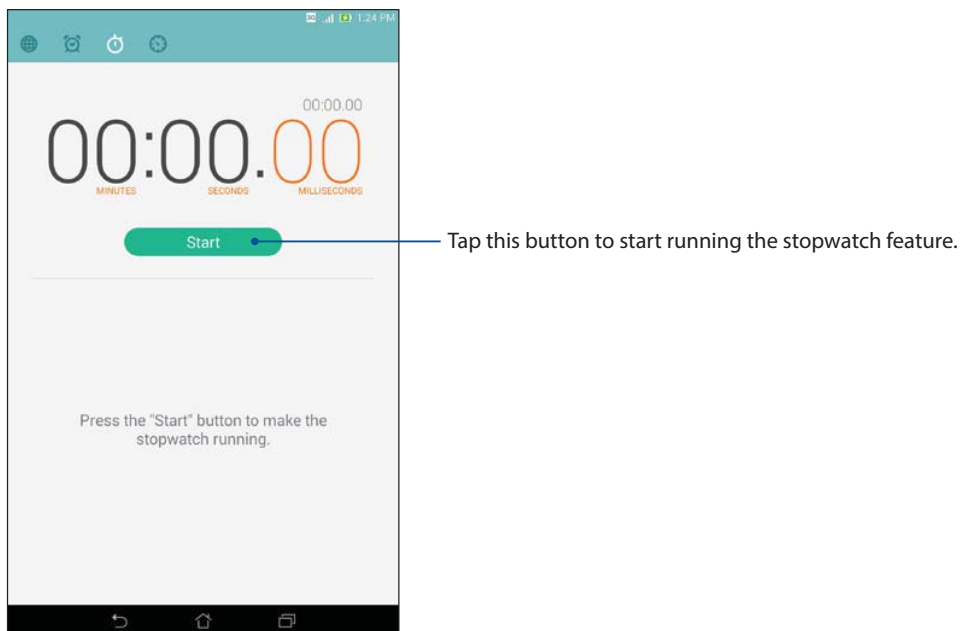 1:24 PM
00:00.00
00:00.00
MINUTES SECONDS MILLISECONDS
Start
Tap this button to start running the stopwatch feature.
Press the "Start" button to make the
stopwatch running.